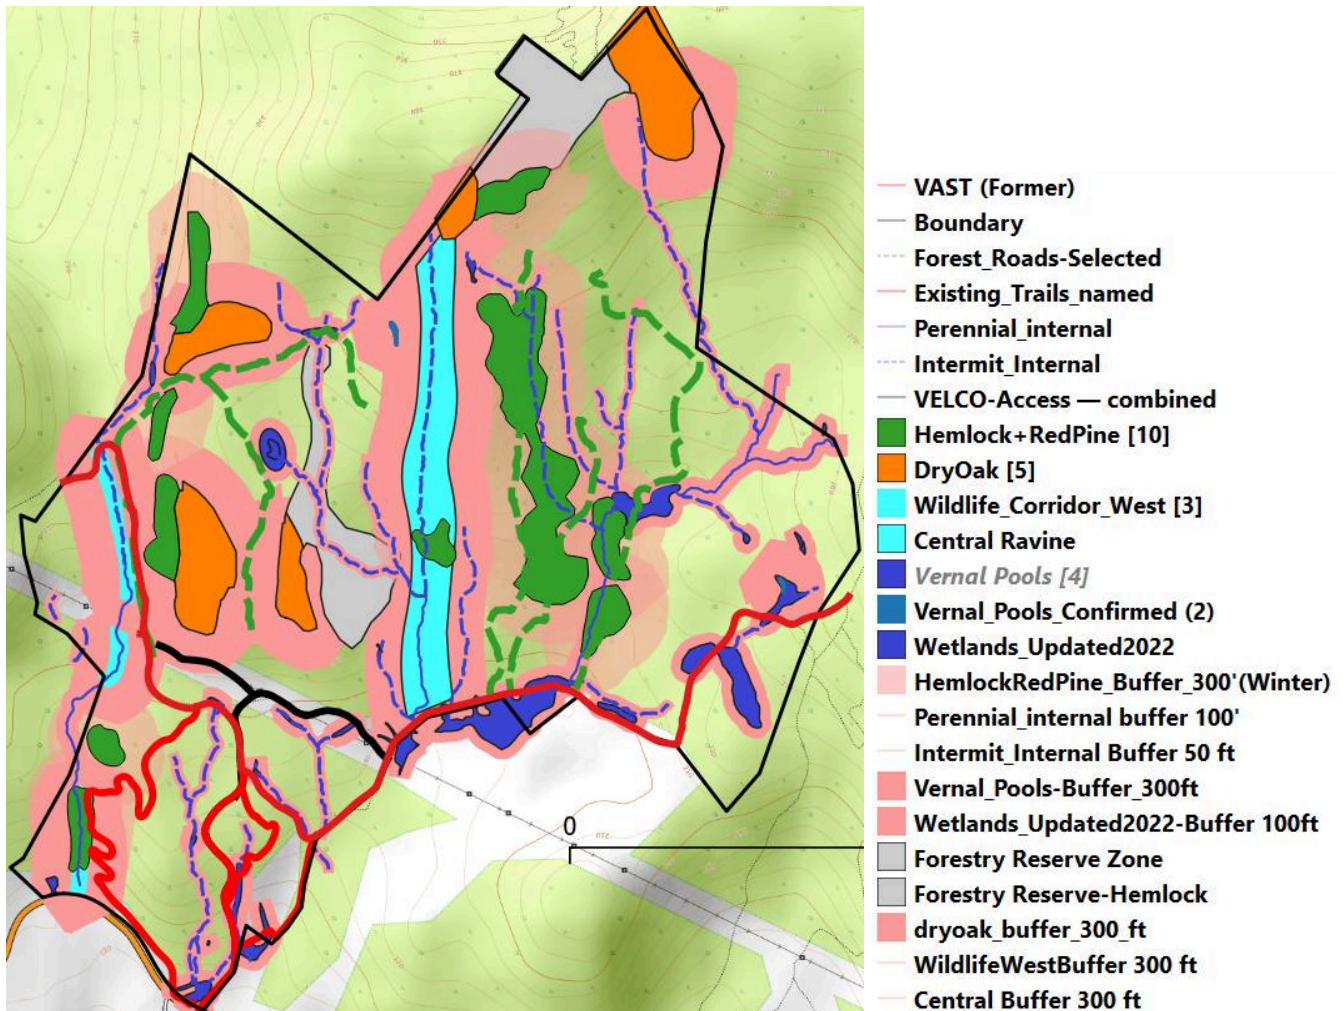 VAST (Former)
Boundary
Forest_Roads-Selected
Existing_Trails_named
Perennial_internal
Intermit_Internal
VELCO-Access — combined
Hemlock+RedPine [10]
DryOak [5]
Wildlife_Corridor_West [3]
Central Ravine
Vernal Pools [4]
Vernal_Pools_Confirmed (2)
Wetlands_Updated2022
HemlockRedPine_Buffer_300'(Winter)
Perennial_internal buffer 100'
Intermit_Internal Buffer 50 ft
Vernal_Pools-Buffer_300ft
Wetlands_Updated2022-Buffer 100ft
0
Forestry Reserve Zone
Forestry Reserve-Hemlock
dryoak_buffer_300_ft
WildlifeWestBuffer 300 ft
Central Buffer 300 ft